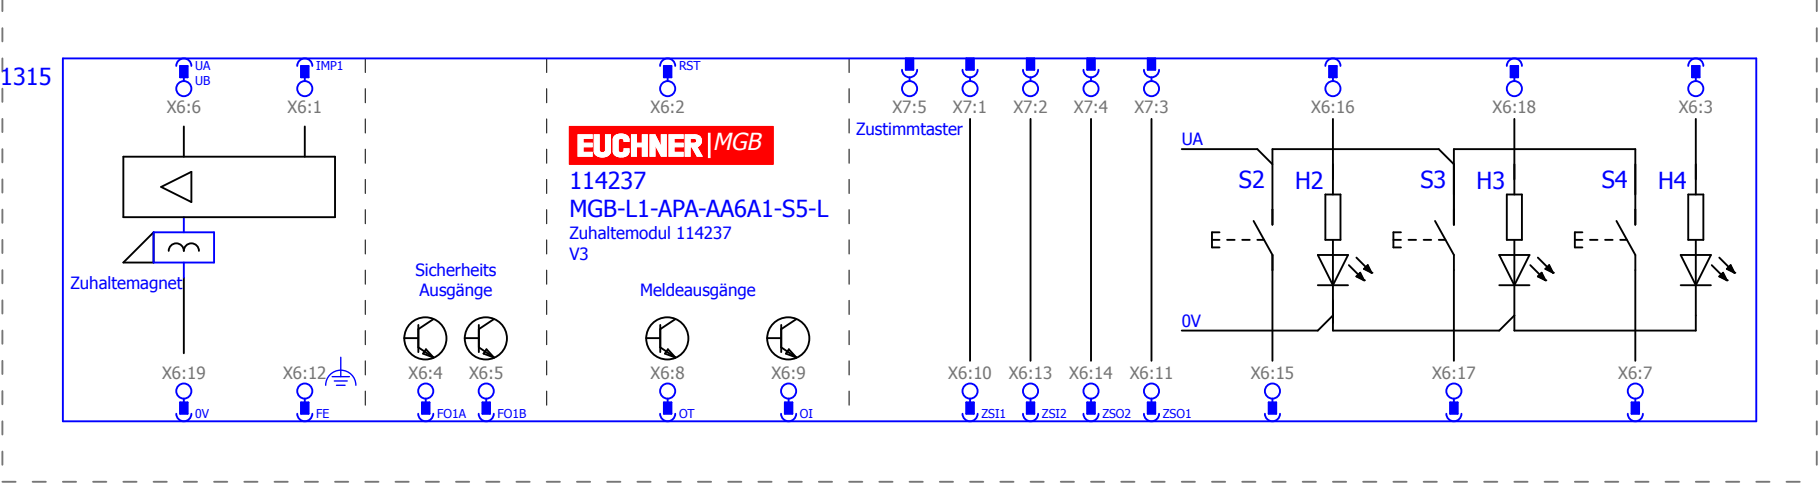 1315
UA
UB
IMP1
RST
X6:6
X6:1
X6:2
X7:5
X7:1
X7:2
X7:4
X7:3
X6:16
X6:18
X6:3
Zustimmtaster
EUCHNER MGB
114237
MGB-L1-APA-AA6A1-S5-L
Zuhaltemodul 114237
V3
UA
S2
H2
S3
H3
S4
H4
E
E
E
Zuhaltemagnet
Sicherheits
Ausgänge
Meldeausgänge
0V
X6:19
X6:12
X6:4
X6:5
X6:8
X6:9
X6:10
X6:13
X6:14
X6:11
X6:15
X6:17
X6:7
0V
FE
FO1A
FO1B
OT
OI
ZSI1
ZSI2
ZSO2
ZSO1